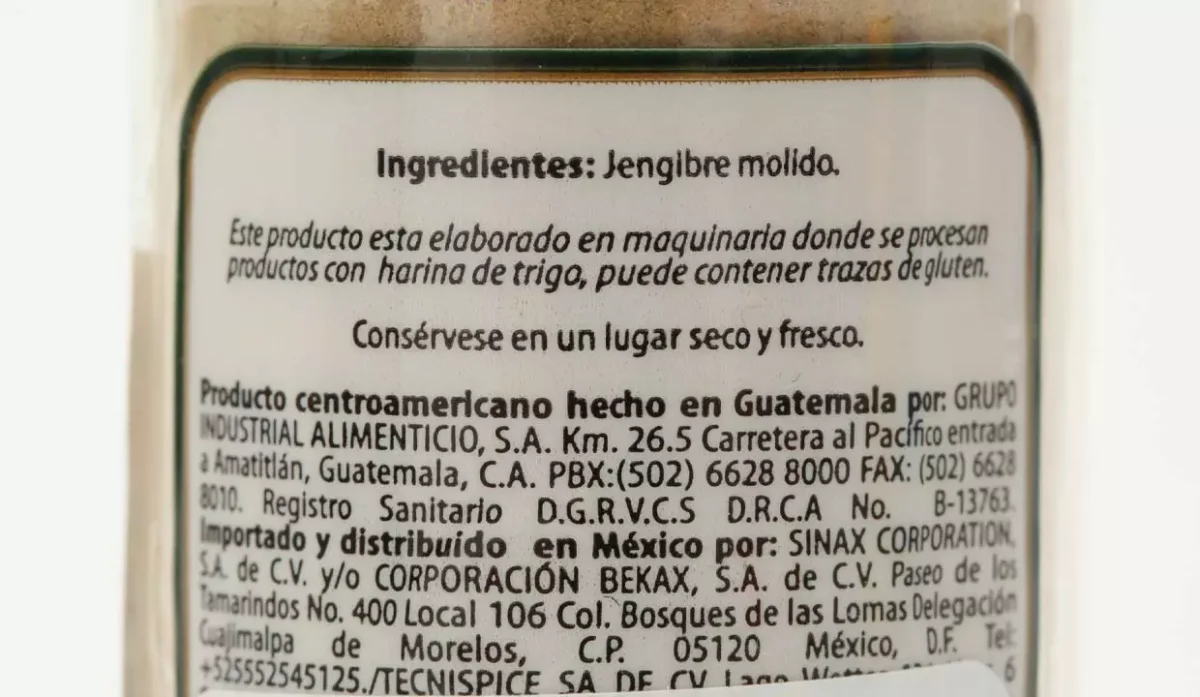 Ingredientes: Jengibre molido.
Este producto esta elaborado en maquinaria donde se procesan
productos con harina de trigo, puede contener trazas de gluten.
Consérvese en un lugar seco y fresco.
Producto centroamericano hecho en Guatemala por: GRUPO
INDUSTRIAL ALIMENTICIO, S.A. Km. 26.5 Carretera al Pacífico entrada
a Amatitlán, Guatemala, C.A. PBX:(502) 6628 8000 FAX: (502) 6628
8010. Registro Sanitario D.G.R.V.C.S D.R.C.A No. B-13763.
Importado y distribuido en México por: SINAX CORPORATION,
S.A. de C.V. y/o CORPORACIÓN BEKAX, S.A. de C.V. Paseo de los
Tamarindos No. 400 Local 106 Col. Bosques de las Lomas Delegación
Cuajimalpa de Morelos, C.P. 05120 México, D.F. Tel:
+525552545125./TECNISPICE SA DE CV Lago